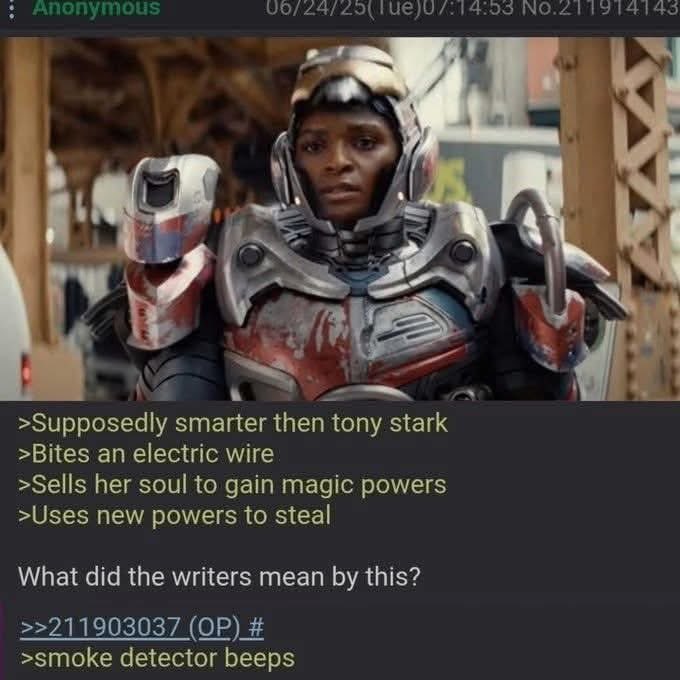 Anonymous 06/24/25(Tue)07:14:53 No.211914143
>Supposedly smarter then tony stark
>Bites an electric wire
>Sells her soul to gain magic powers
>Uses new powers to steal
What did the writers mean by this?
>>211903037 (OP) #
>smoke detector beeps